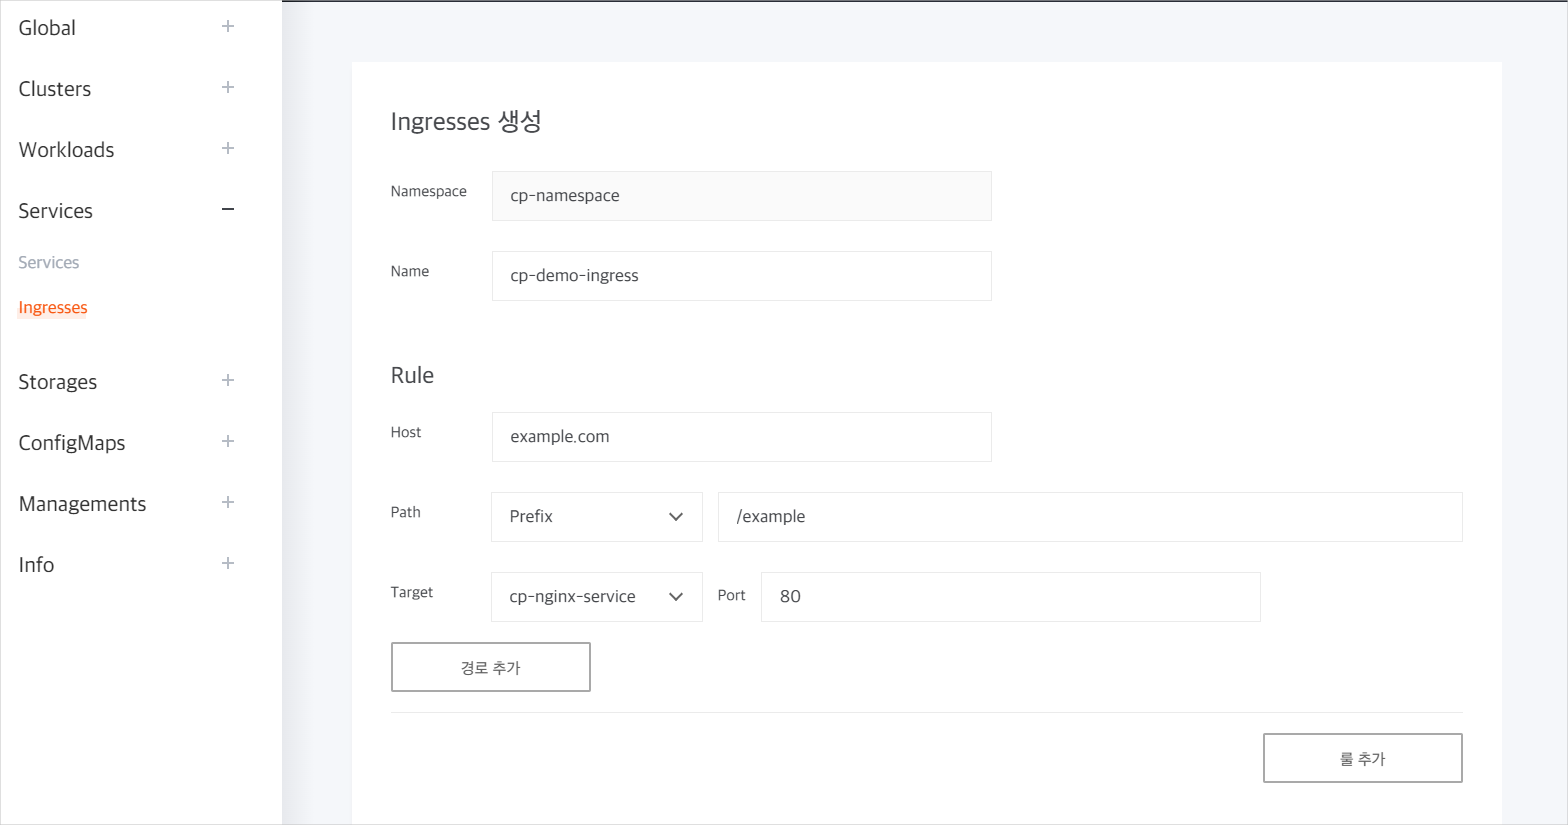 Global
Clusters
Workloads
Services
Services
Ingresses
Storages
ConfigMaps
Managements
Info
Ingresses 생성
Namespace cp-namespace
Name cp-demo-ingress
Rule
Host example.com
Path Prefix /example
Target cp-nginx-service Port 80
경로 추가
룰 추가